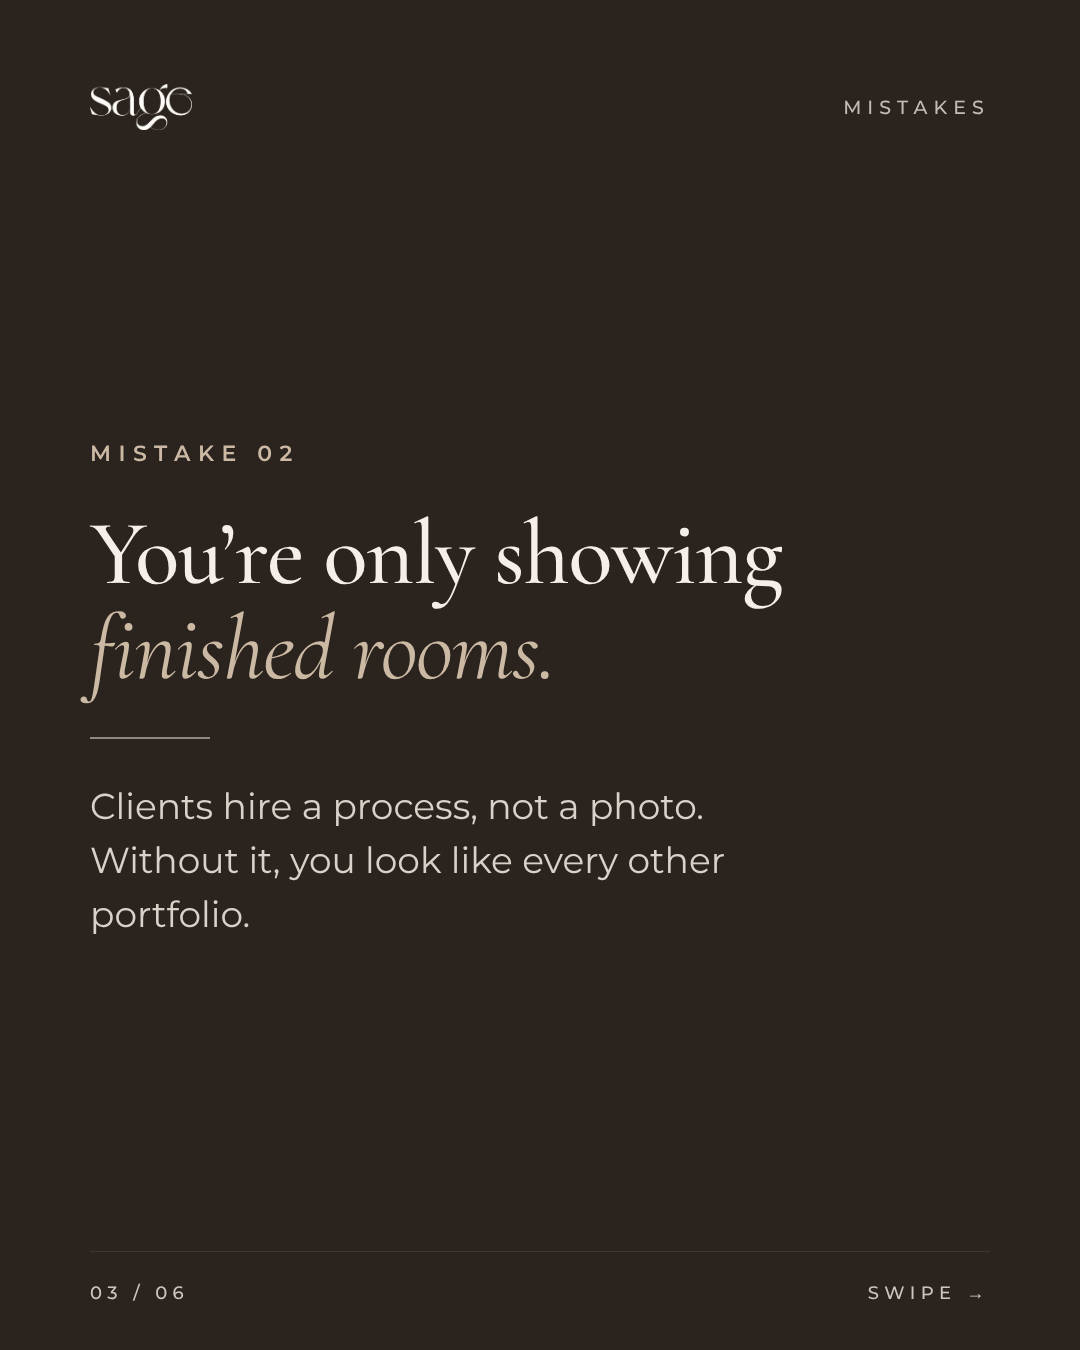 sage
MISTAKES
MISTAKE 02
You’re only showing
finished rooms.
Clients hire a process, not a photo.
Without it, you look like every other
portfolio.
03 / 06
SWIPE →